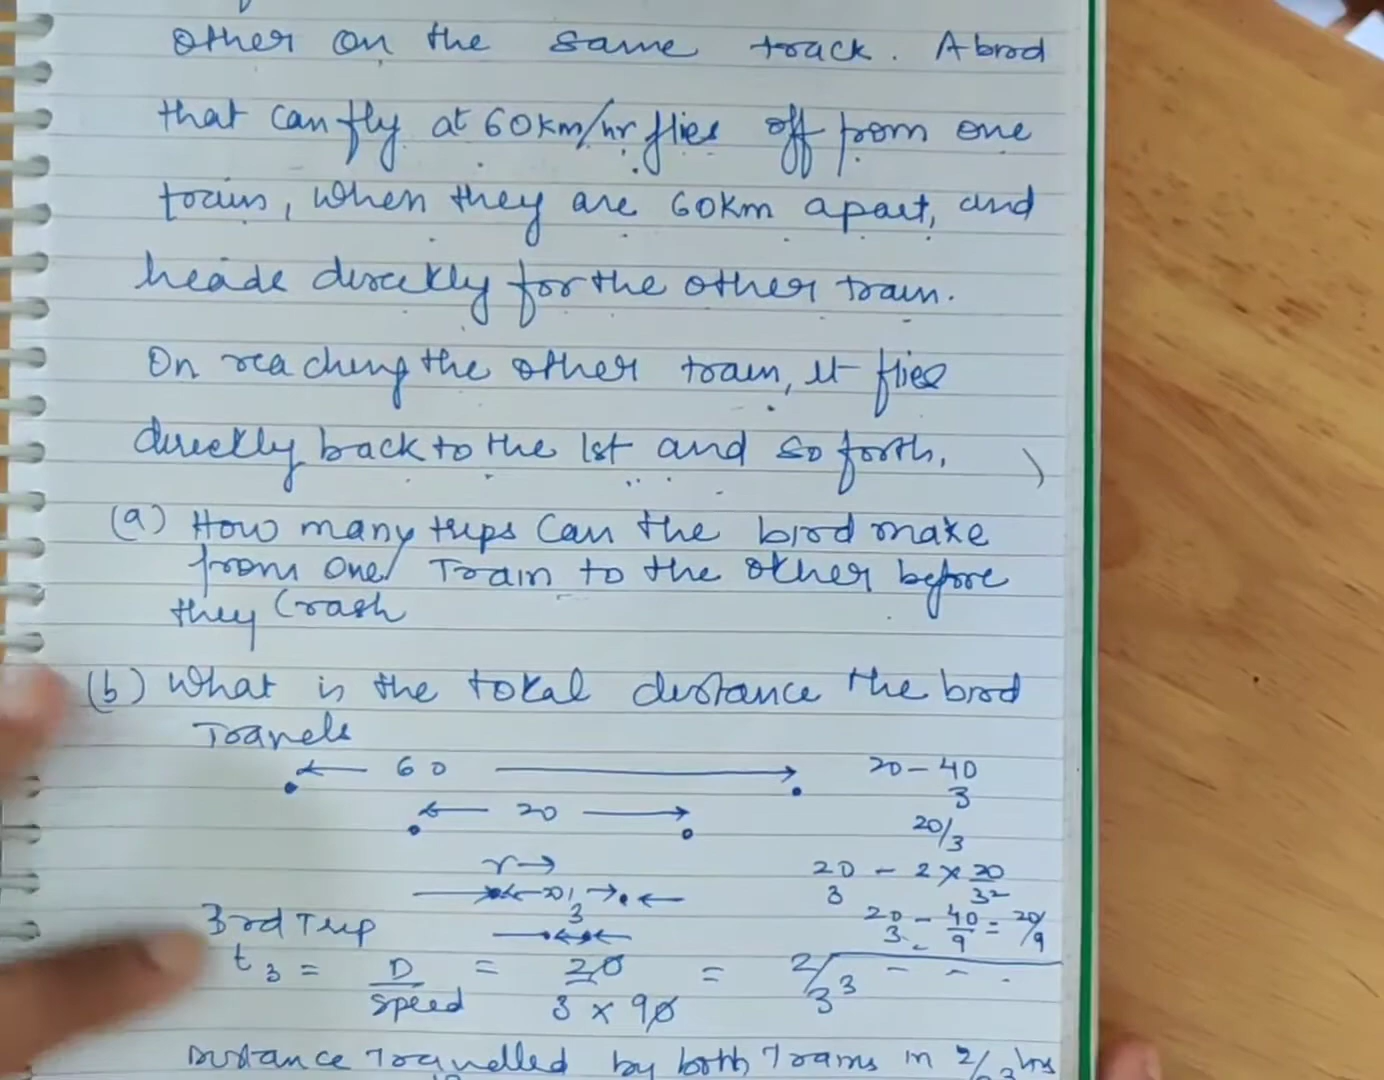 other on the same track. A bird
that can fly at 60km/hr flies off from one
train, when they are 60km apart, and
heads directly for the other train.
On reaching the other train, it flies
directly back to the 1st and so forth,
(a) How many trips can the bird make
from one Train to the other before
they Crash
(b) What is the total distance the bird
Travels
60
20 - 40
3
20
20/3
r→
20/3
20/3 - 2 × 20/3²
20/3 - 40/9 = 20/9
3rd Trip
t3 = D/speed = 20/3 × 90 = 2/3³ - - .
Distance Travelled by both Trains in 2/3³ hrs